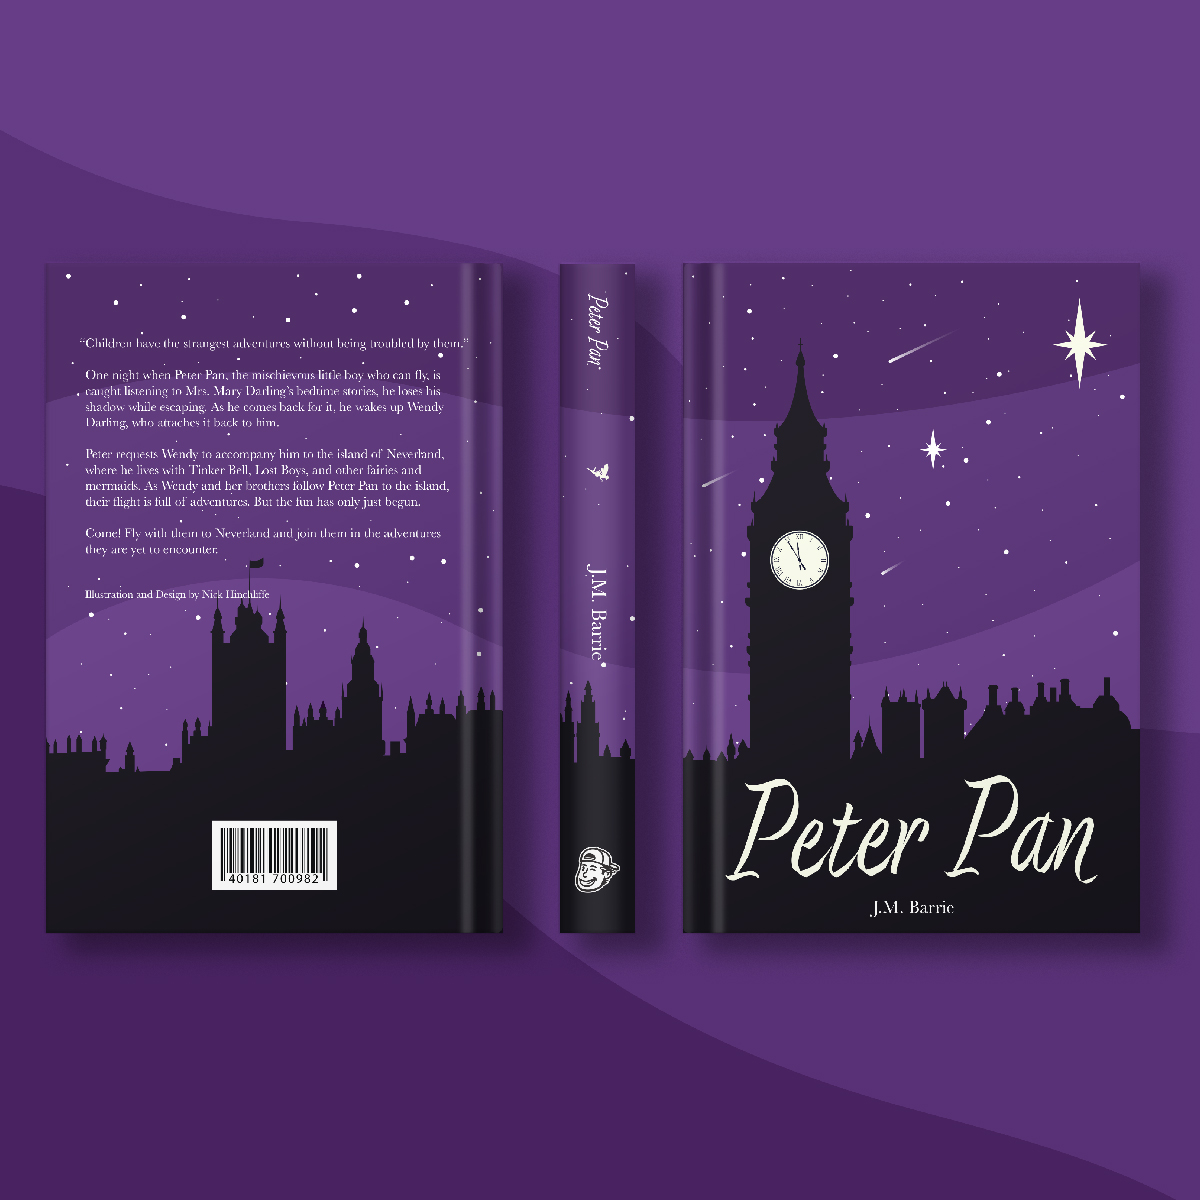 “Children have the strangest adventures without being troubled by them.”
One night when Peter Pan, the mischievous little boy who can fly, is
caught listening to Mrs. Mary Darling’s bedtime stories, he loses his
shadow while escaping. As he comes back for it, he wakes up Wendy
Darling, who attaches it back to him.
Peter requests Wendy to accompany him to the island of Neverland,
where he lives with Tinker Bell, Lost Boys, and other fairies and
mermaids. As Wendy and her brothers follow Peter Pan to the island,
their flight is full of adventures. But the fun has only just begun.
Come! Fly with them to Neverland and join them in the adventures
they are yet to encounter.
Illustration and Design by Nick Hinchliffe
40181 700982
Peter Pan
J.M. Barrie
Peter Pan
J.M. Barrie